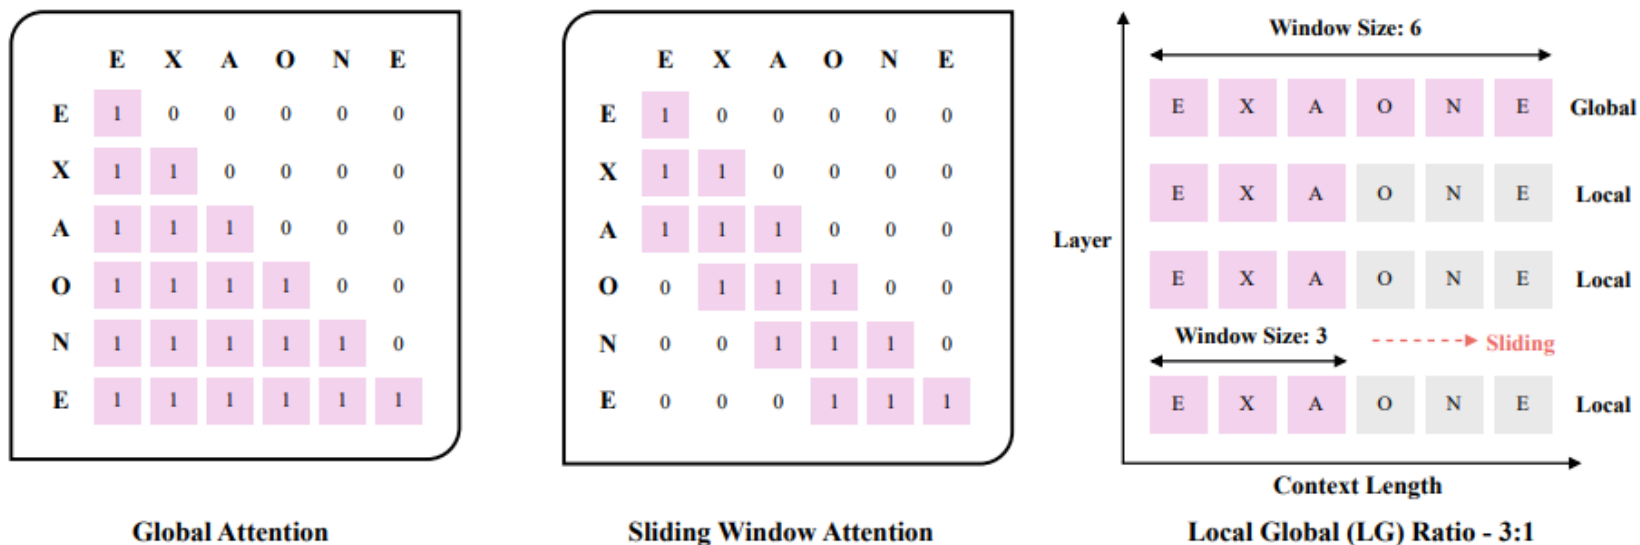 E X A O N E
E 1 0 0 0 0 0
X 1 1 0 0 0 0
A 1 1 1 0 0 0
O 1 1 1 1 0 0
N 1 1 1 1 1 0
E 1 1 1 1 1 1
Global Attention
E X A O N E
E 1 0 0 0 0 0
X 1 1 0 0 0 0
A 1 1 1 0 0 0
O 0 1 1 1 0 0
N 0 0 1 1 1 0
E 0 0 0 1 1 1
Sliding Window Attention
Window Size: 6
E X A O N E Global
E X A O N E Local
Layer
E X A O N E Local
Window Size: 3 Sliding
E X A O N E Local
Context Length
Local Global (LG) Ratio - 3:1